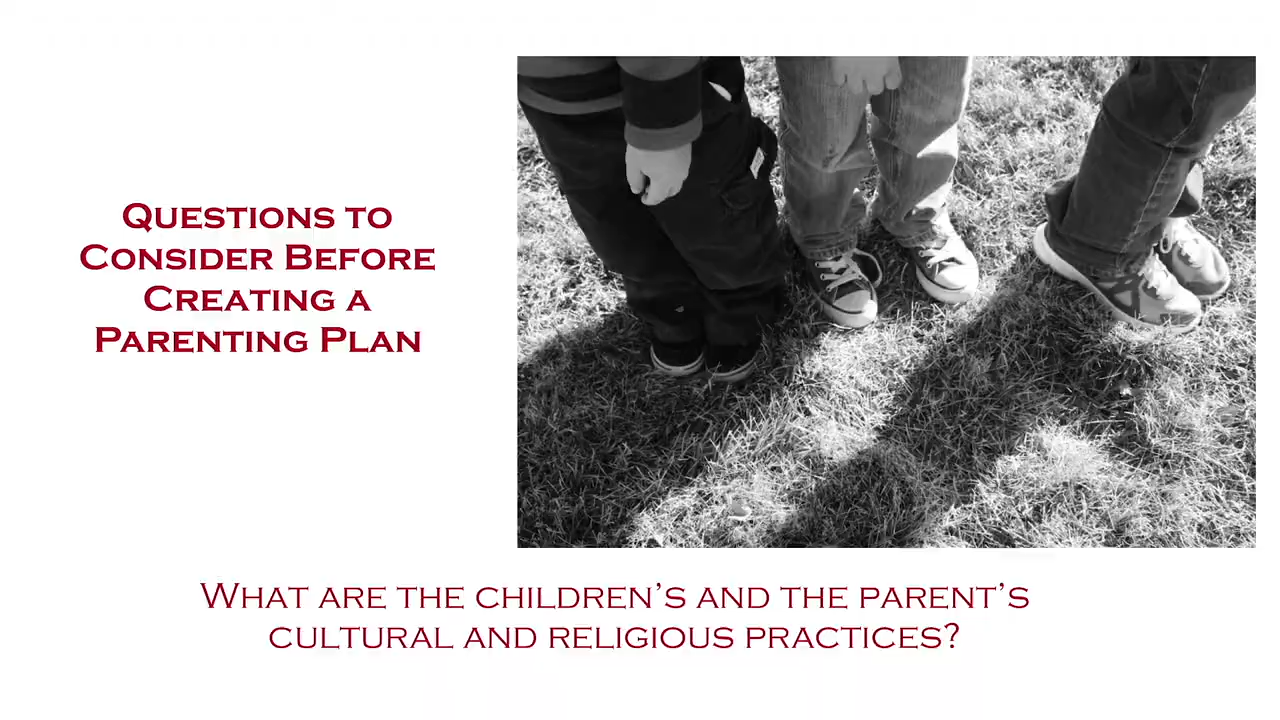 Questions to
Consider Before
Creating a
Parenting Plan
What are the children’s and the parent’s
cultural and religious practices?